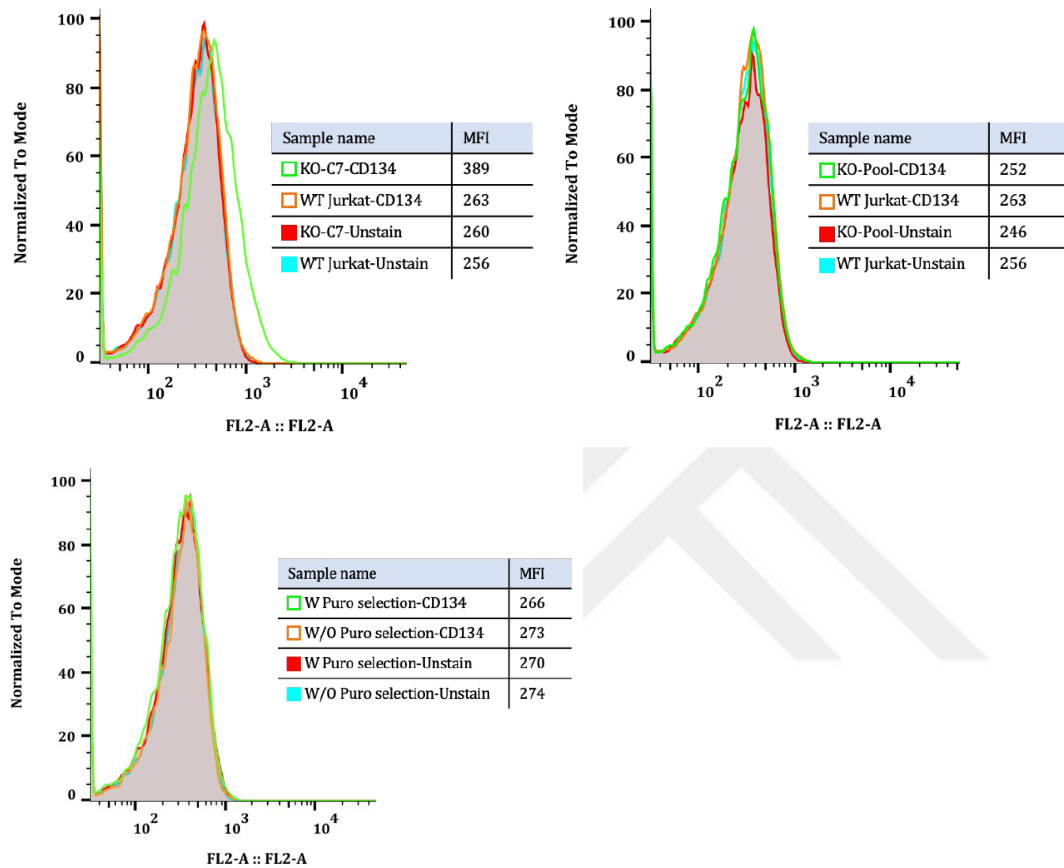 Normalized To Mode
100
80
60
40
20
0
10^2
10^3
10^4
FL2-A :: FL2-A
Sample name MFI
KO-C7-CD134 389
WT Jurkat-CD134 263
KO-C7-Unstain 260
WT Jurkat-Unstain 256
Normalized To Mode
100
80
60
40
20
0
10^2
10^3
10^4
FL2-A :: FL2-A
Sample name MFI
KO-Pool-CD134 252
WT Jurkat-CD134 263
KO-Pool-Unstain 246
WT Jurkat-Unstain 256
Normalized To Mode
100
80
60
40
20
0
10^2
10^3
10^4
FL2-A :: FL2-A
Sample name MFI
W Puro selection-CD134 266
W/O Puro selection-CD134 273
W Puro selection-Unstain 270
W/O Puro selection-Unstain 274